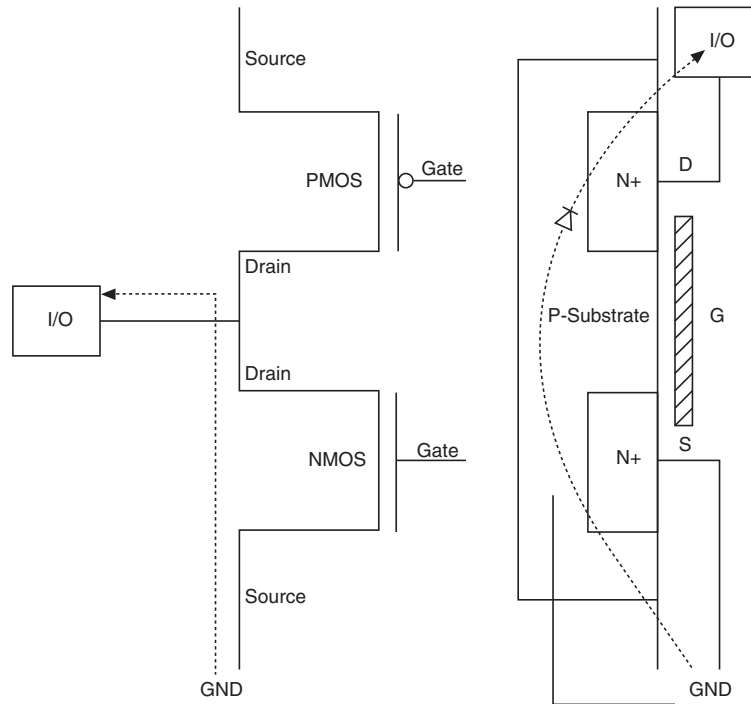 Source
PMOS
Gate
Drain
I/O
Drain
NMOS
Gate
Source
GND
I/O
N+
D
P-Substrate
G
S
N+
GND